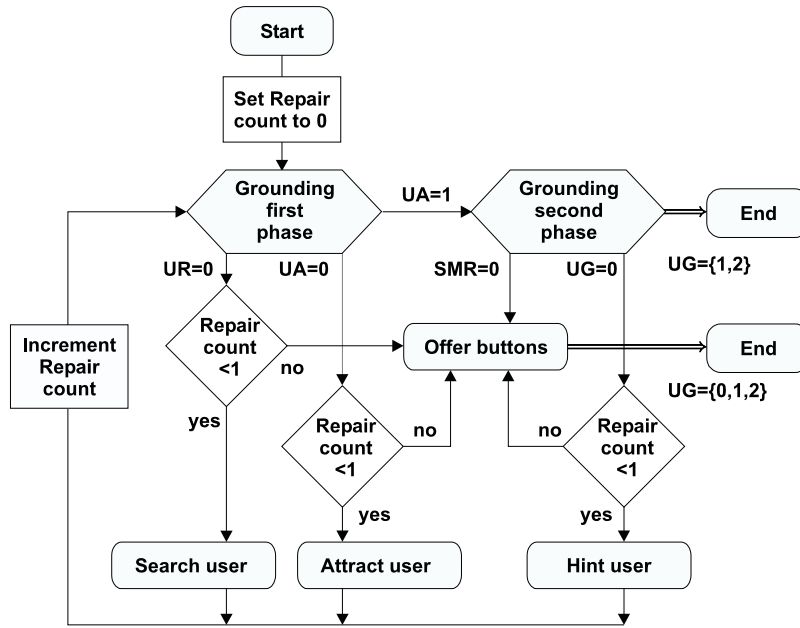 Start
Set Repair
count to 0
Grounding
first
phase
UA=1
Grounding
second
phase
End
UR=0
UA=0
SMR=0
UG=0
UG={1,2}
Increment
Repair
count
Repair
count
<1
no
Offer buttons
End
UG={0,1,2}
yes
Repair
count
<1
no
no
Repair
count
<1
yes
yes
Search user
Attract user
Hint user